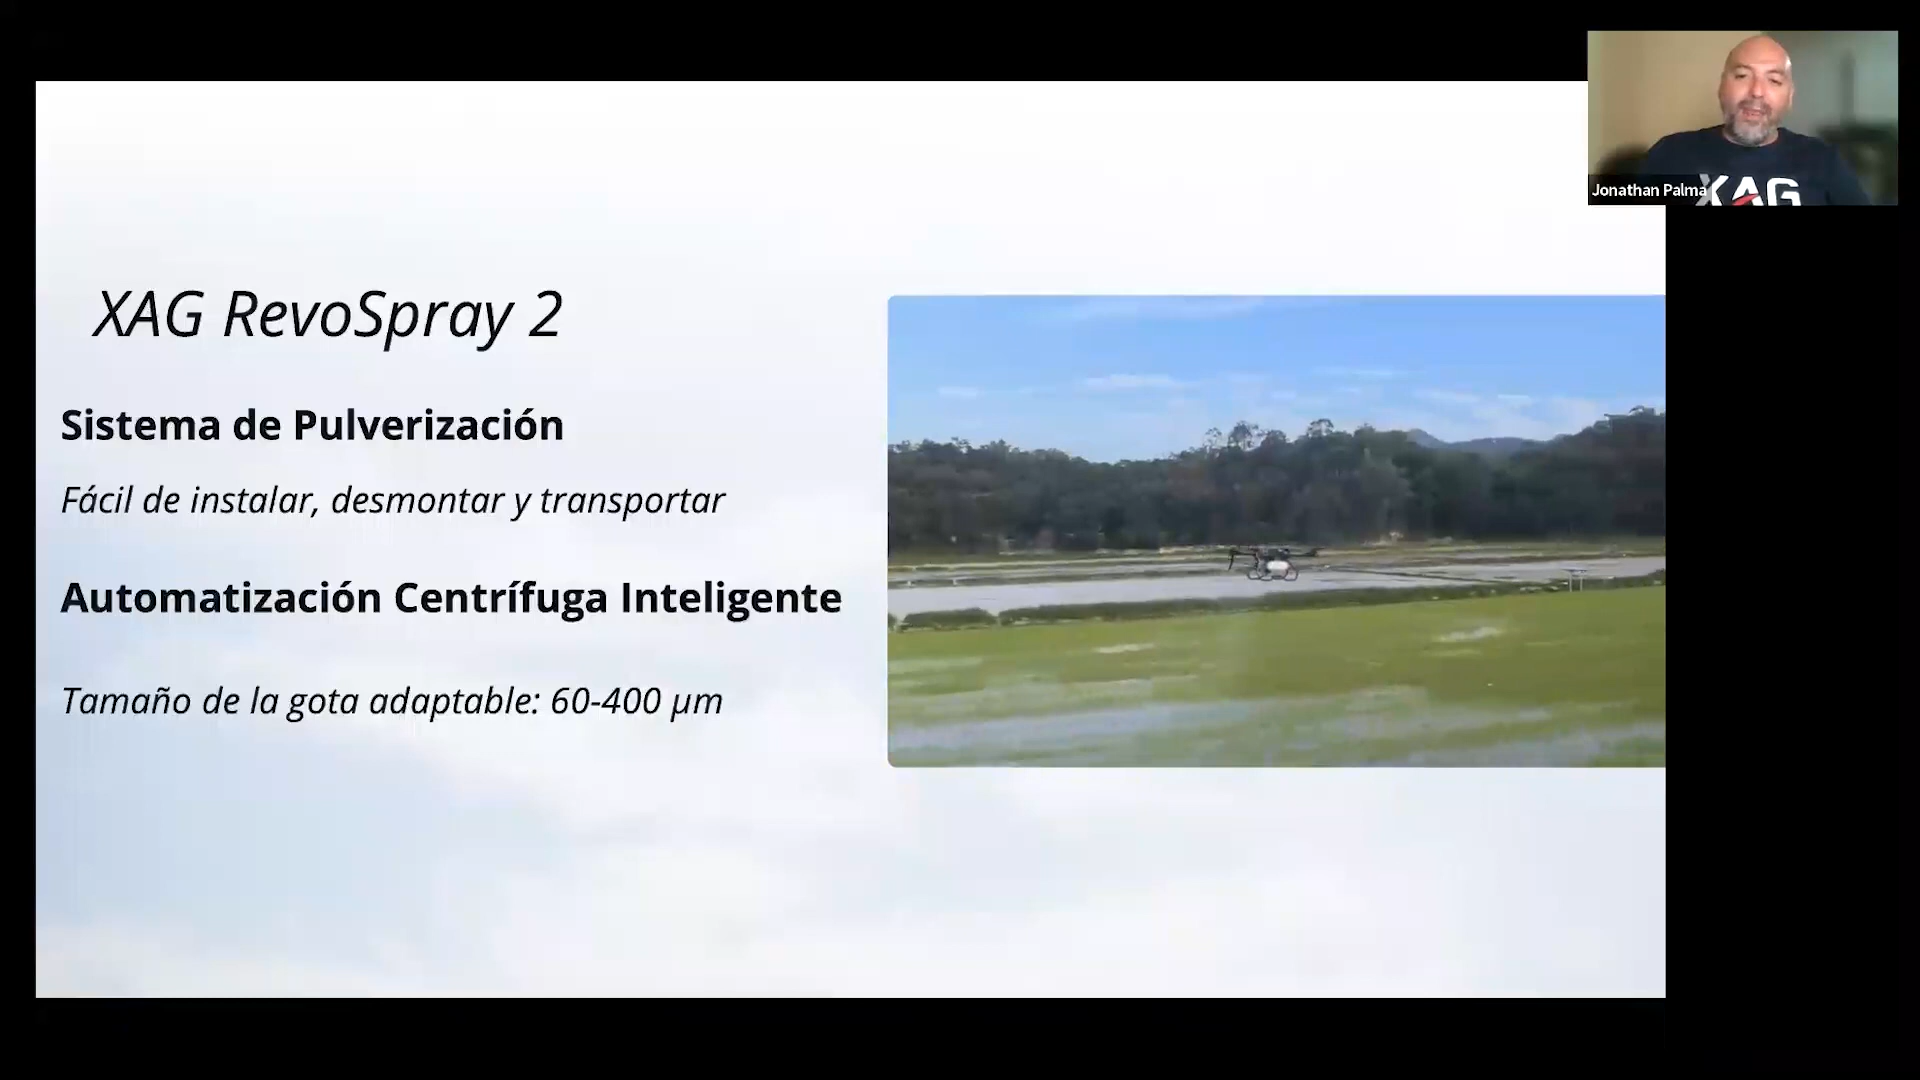 XAG RevoSpray 2
Sistema de Pulverización
Fácil de instalar, desmontar y transportar
Automatización Centrífuga Inteligente
Tamaño de la gota adaptable: 60-400 µm
Jonathan Palma
XAG